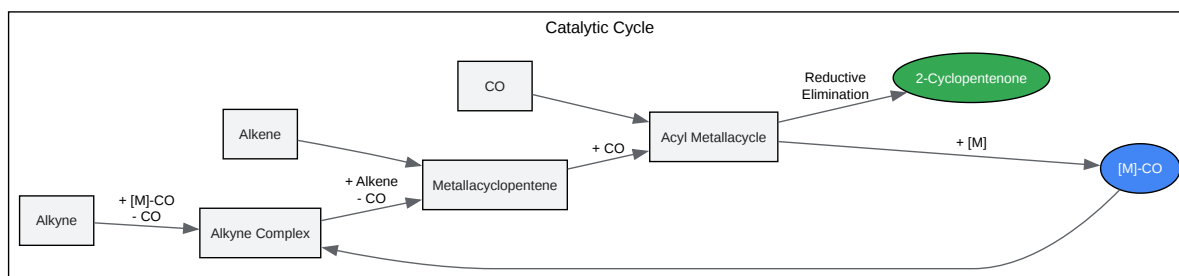 Catalytic Cycle
Alkyne
+ [M]-CO
- CO
Alkyne Complex
Alkene
+ Alkene
- CO
Metallacyclopentene
CO
+ CO
Acyl Metallacycle
Reductive
Elimination
2-Cyclopentenone
+ [M]
[M]-CO